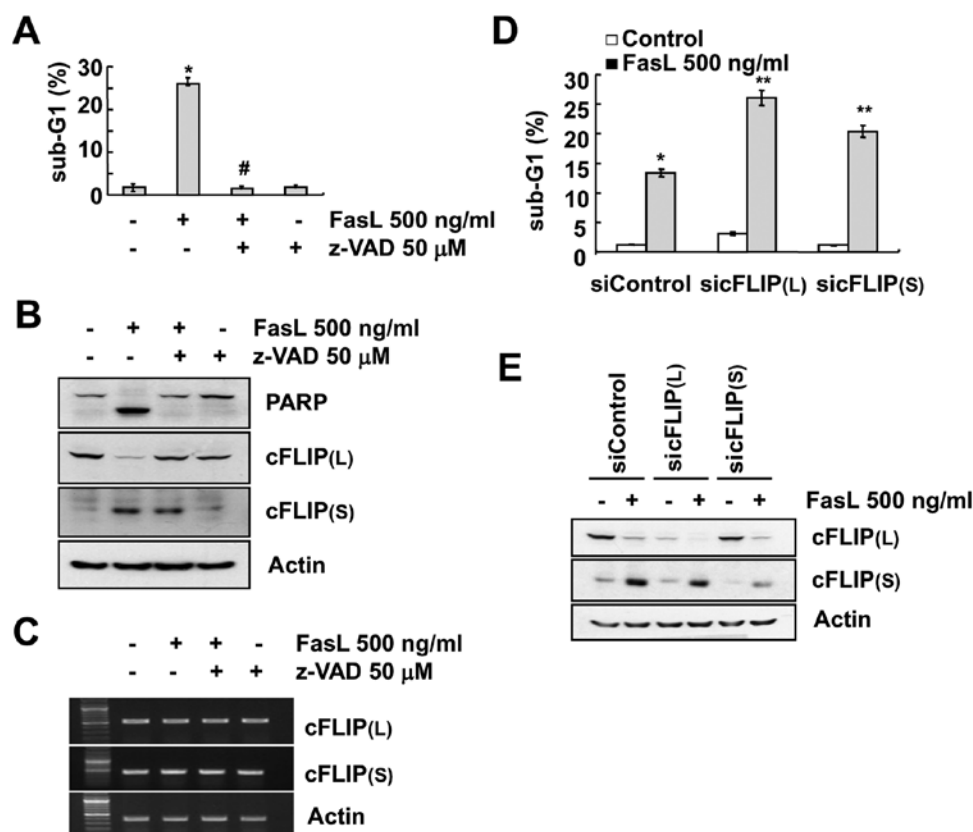 A
sub-G1 (%)
30
20
10
0
*
#
- + + - FasL 500 ng/ml
- - + + z-VAD 50 μM
B
- + + - FasL 500 ng/ml
- - + + z-VAD 50 μM
PARP
cFLIP(L)
cFLIP(S)
Actin
C
- + + - FasL 500 ng/ml
- - + + z-VAD 50 μM
cFLIP(L)
cFLIP(S)
Actin
D
Control
FasL 500 ng/ml
sub-G1 (%)
30
25
20
15
10
5
0
*
**
**
siControl sicFLIP(L) sicFLIP(S)
E
siControl
sicFLIP(L)
sicFLIP(S)
- + - + - + FasL 500 ng/ml
cFLIP(L)
cFLIP(S)
Actin